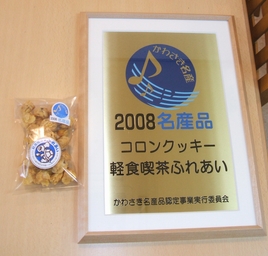 かわさき名産
2008名産品
コロンクッキー
軽食喫茶ふれあい
かわさき名産品認定事業実行委員会